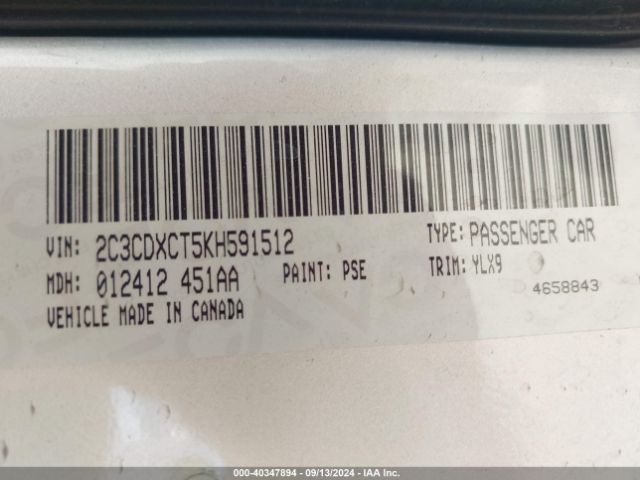 VIN: 2C3CDXCT5KH591512 TYPE: PASSENGER CAR
MDH: 012412 451AA PAINT: PSE TRIM: YLX9
VEHICLE MADE IN CANADA 4658843
000-40347894 - 09/13/2024 - IAA Inc.